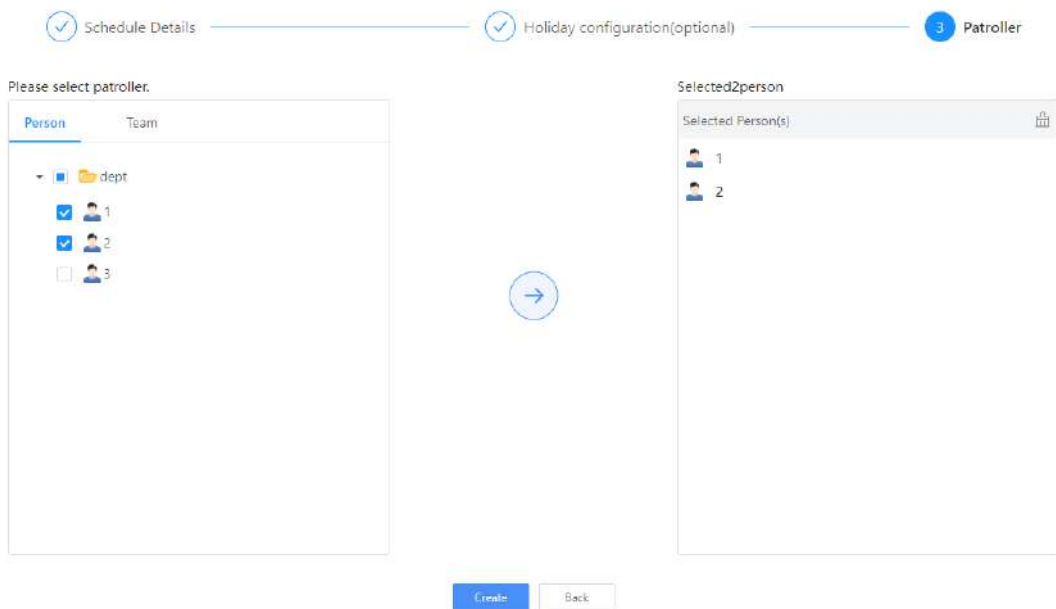 Schedule Details
Holiday configuration(optional)
3 Patroller
Please select patroller.
Selected2person
Person Team
Selected Person(s)
dept
1
2
3
1
2
Create Back